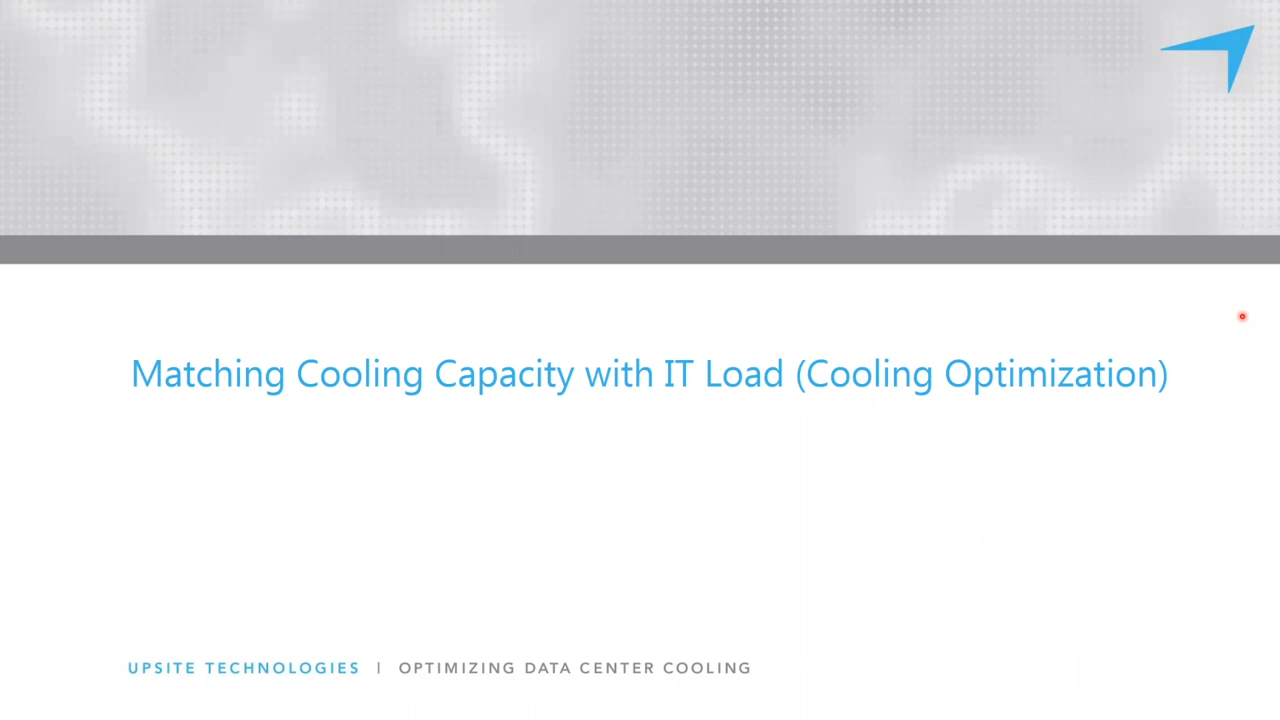 Matching Cooling Capacity with IT Load (Cooling Optimization)
UPSITE TECHNOLOGIES | OPTIMIZING DATA CENTER COOLING